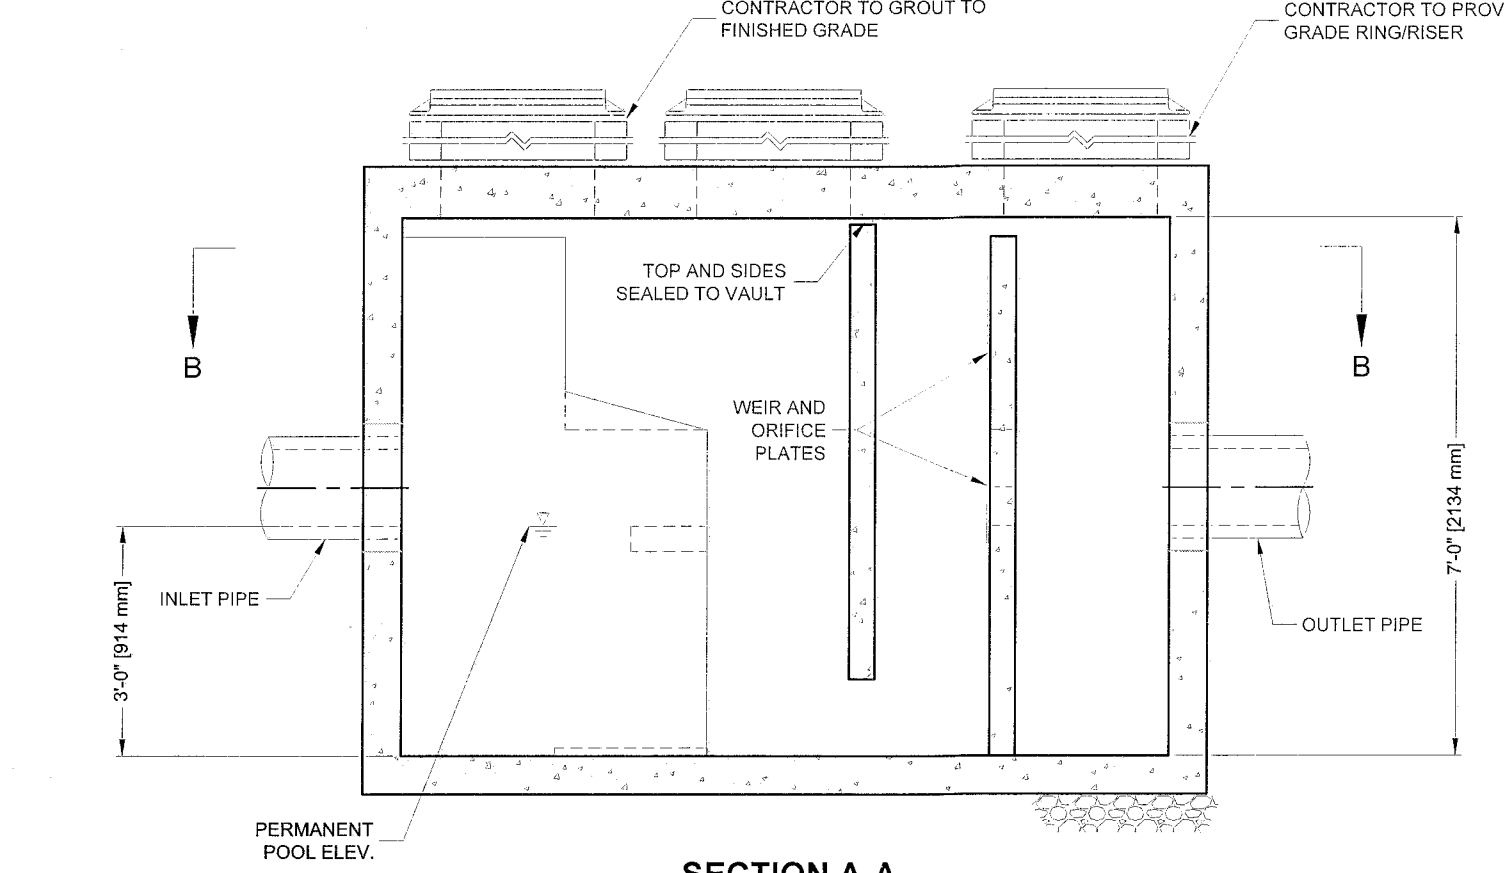 CONTRACTOR TO GROUT TO
FINISHED GRADE
CONTRACTOR TO PROV
GRADE RING/RISER
TOP AND SIDES
SEALED TO VAULT
B
B
WEIR AND
ORIFICE
PLATES
7'-0" [2134 mm]
3'-0" [914 mm]
INLET PIPE
OUTLET PIPE
PERMANENT
POOL ELEV.
SECTION A-A